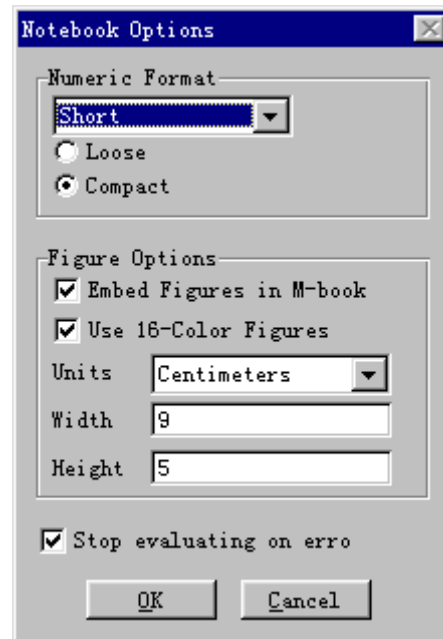 Notebook Options
Numeric Format
Short
Loose
Compact
Figure Options
Embed Figures in M-book
Use 16-Color Figures
Units Centimeters
Width 9
Height 5
Stop evaluating on erro
OK Cancel